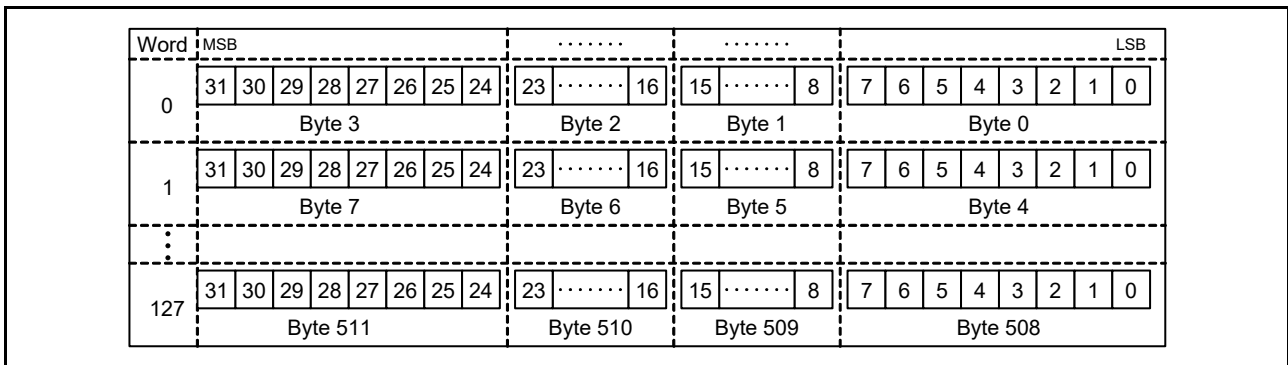 Word MSB ······· ······· LSB
0 31 30 29 28 27 26 25 24 23 ······· 16 15 ······· 8 7 6 5 4 3 2 1 0
Byte 3 Byte 2 Byte 1 Byte 0
1 31 30 29 28 27 26 25 24 23 ······· 16 15 ······· 8 7 6 5 4 3 2 1 0
Byte 7 Byte 6 Byte 5 Byte 4
⋮
127 31 30 29 28 27 26 25 24 23 ······· 16 15 ······· 8 7 6 5 4 3 2 1 0
Byte 511 Byte 510 Byte 509 Byte 508